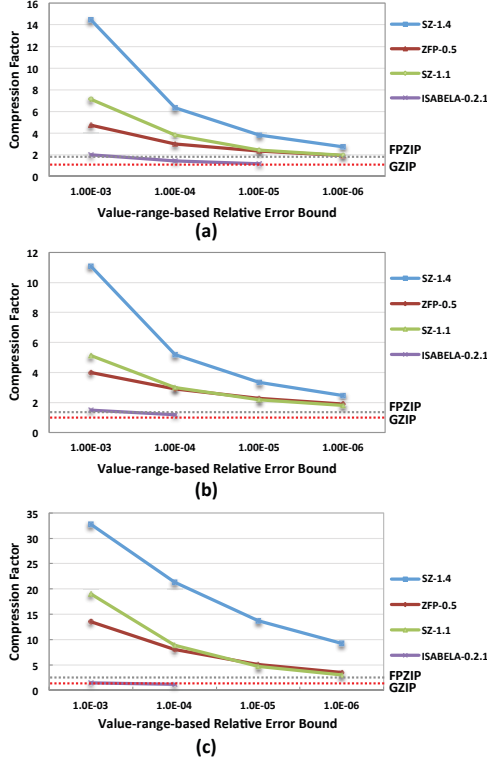 16
14
12
10
8
6
4
2
0
Compression Factor
1.00E-03 1.00E-04 1.00E-05 1.00E-06
Value-range-based Relative Error Bound
SZ-1.4
ZFP-0.5
SZ-1.1
ISABELA-0.2.1
FPZIP
GZIP
(a)
12
10
8
6
4
2
0
Compression Factor
1.00E-03 1.00E-04 1.00E-05 1.00E-06
Value-range-based Relative Error Bound
SZ-1.4
ZFP-0.5
SZ-1.1
ISABELA-0.2.1
FPZIP
GZIP
(b)
35
30
25
20
15
10
5
0
Compression Factor
1.0E-03 1.0E-04 1.0E-05 1.0E-06
Value-range-based Relative Error Bound
SZ-1.4
ZFP-0.5
SZ-1.1
ISABELA-0.2.1
FPZIP
GZIP
(c)